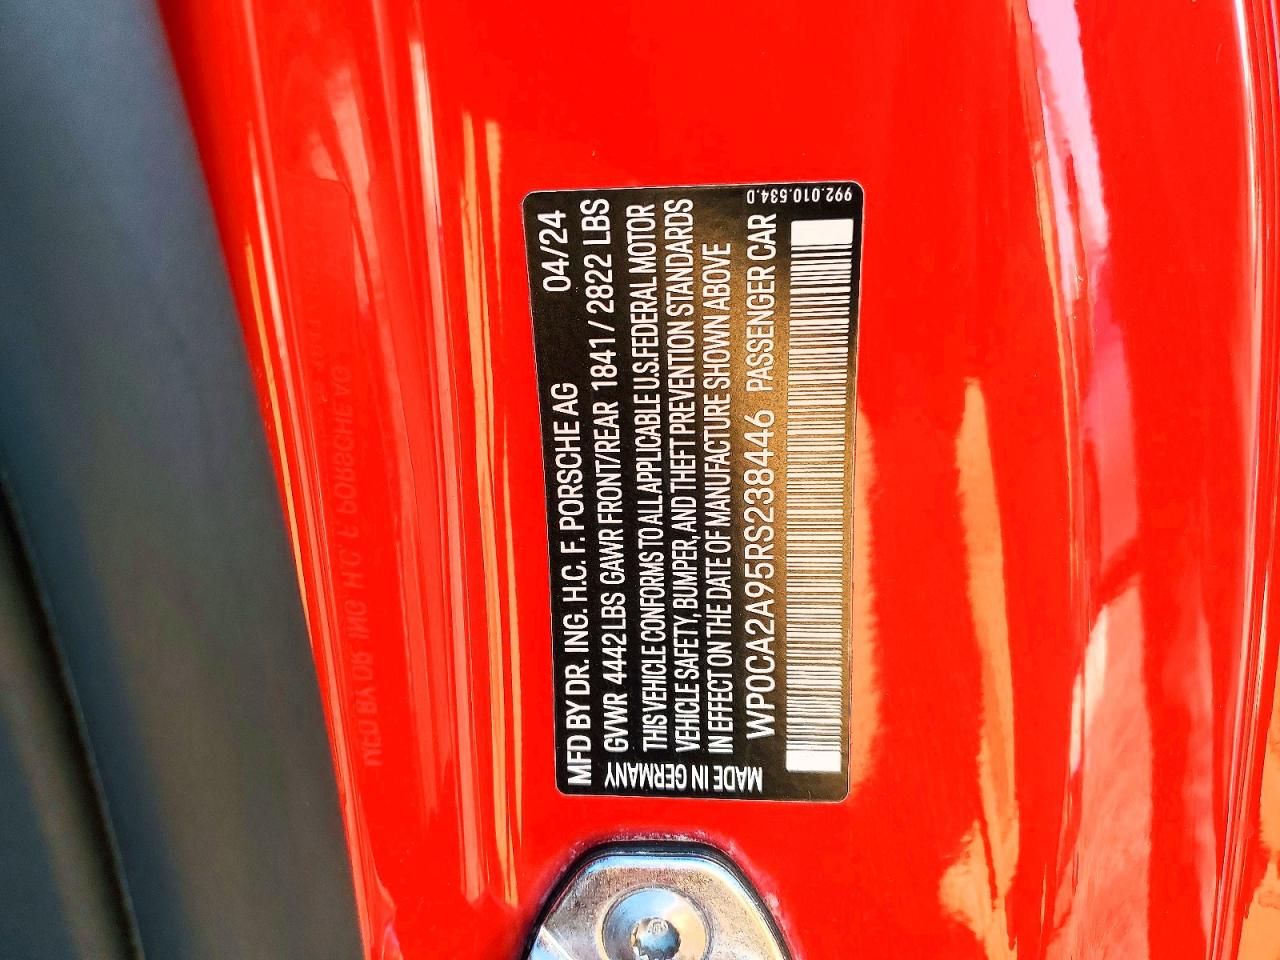 MFD BY DR. ING. H.C. F. PORSCHE AG 04/24
GVWR 4442 LBS GAWR FRONT/REAR 1841 / 2822 LBS
THIS VEHICLE CONFORMS TO ALL APPLICABLE U.S. FEDERAL MOTOR
VEHICLE SAFETY, BUMPER, AND THEFT PREVENTION STANDARDS
IN EFFECT ON THE DATE OF MANUFACTURE SHOWN ABOVE
WP0CA2A95RS238446 PASSENGER CAR
MADE IN GERMANY
992.010.534.D